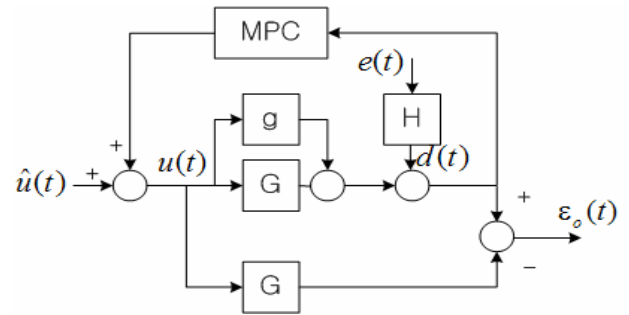 MPC
e(t)
g
H
+
û(t)
+
u(t)
G
d(t)
+
ε_o(t)
−
G